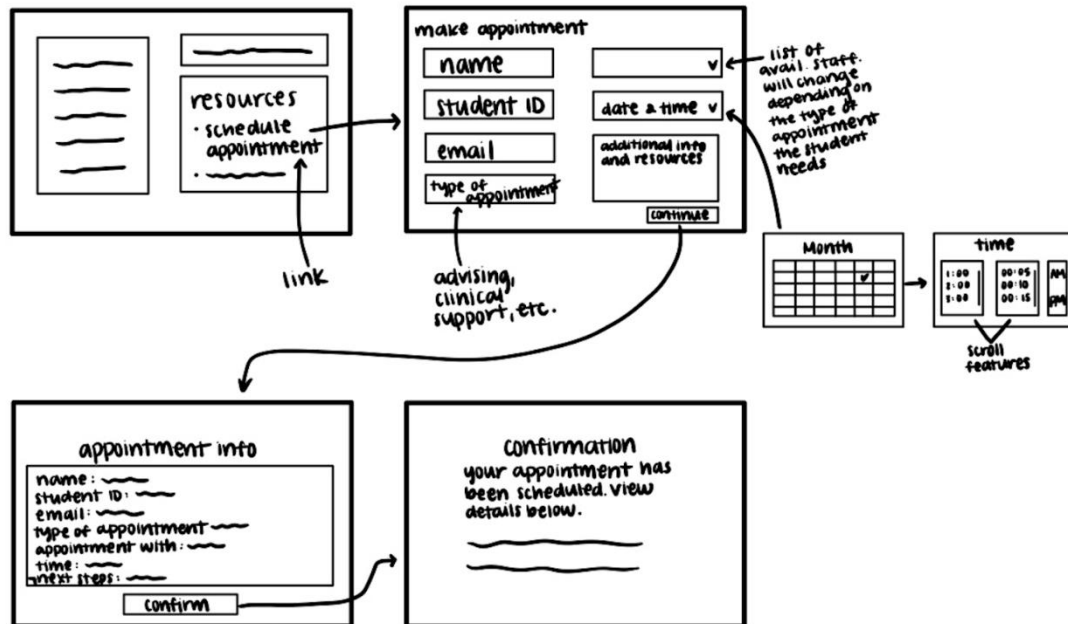 resources
• schedule
appointment
•
link
make appointment
name
student ID
email
type of
appointment
date & time
additional info
and resources
continue
advising,
clinical
support, etc.
list of
avail. staff.
will change
depending on
the type of
appointment
the student
needs
Month
time
1:00
2:00
3:00
00:05
00:10
00:15
AM
PM
scroll
features
appointment info
name:
student ID:
email:
type of appointment
appointment with:
time:
next steps:
confirm
confirmation
your appointment has
been scheduled. view
details below.